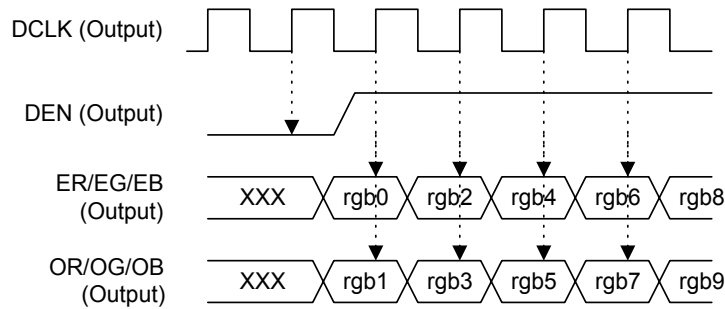 DCLK (Output)
DEN (Output)
ER/EG/EB
(Output)
XXX rgb0 rgb2 rgb4 rgb6 rgb8
OR/OG/OB
(Output)
XXX rgb1 rgb3 rgb5 rgb7 rgb9